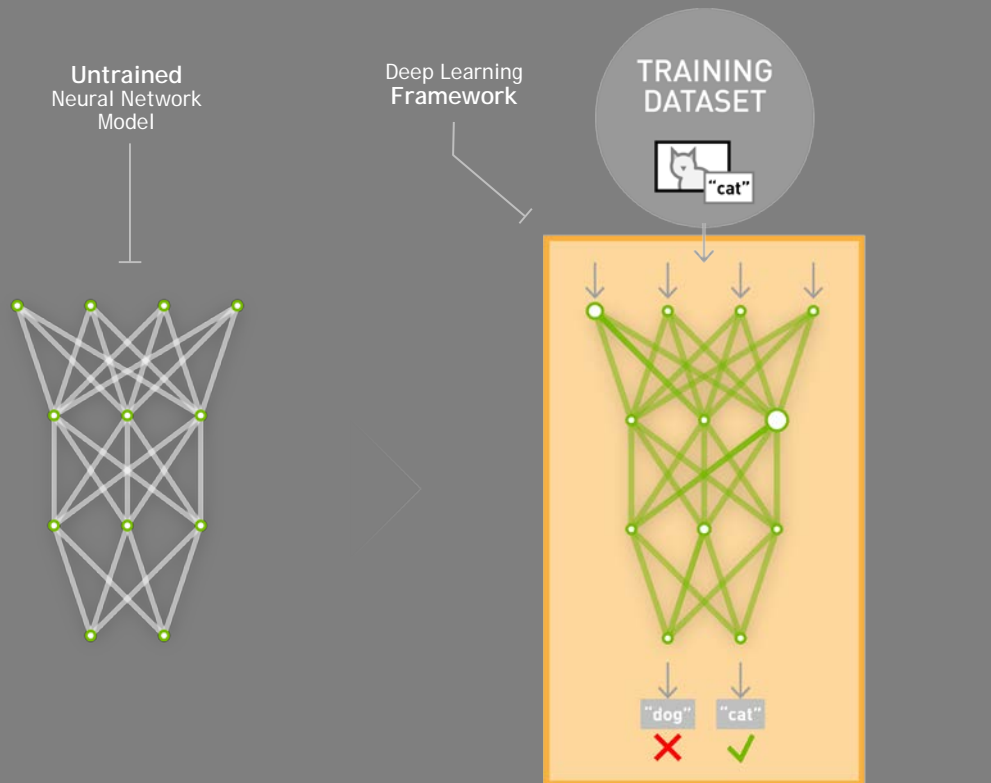 Untrained
Neural Network
Model
Deep Learning
Framework
TRAINING
DATASET
"cat"
"dog"
"cat"